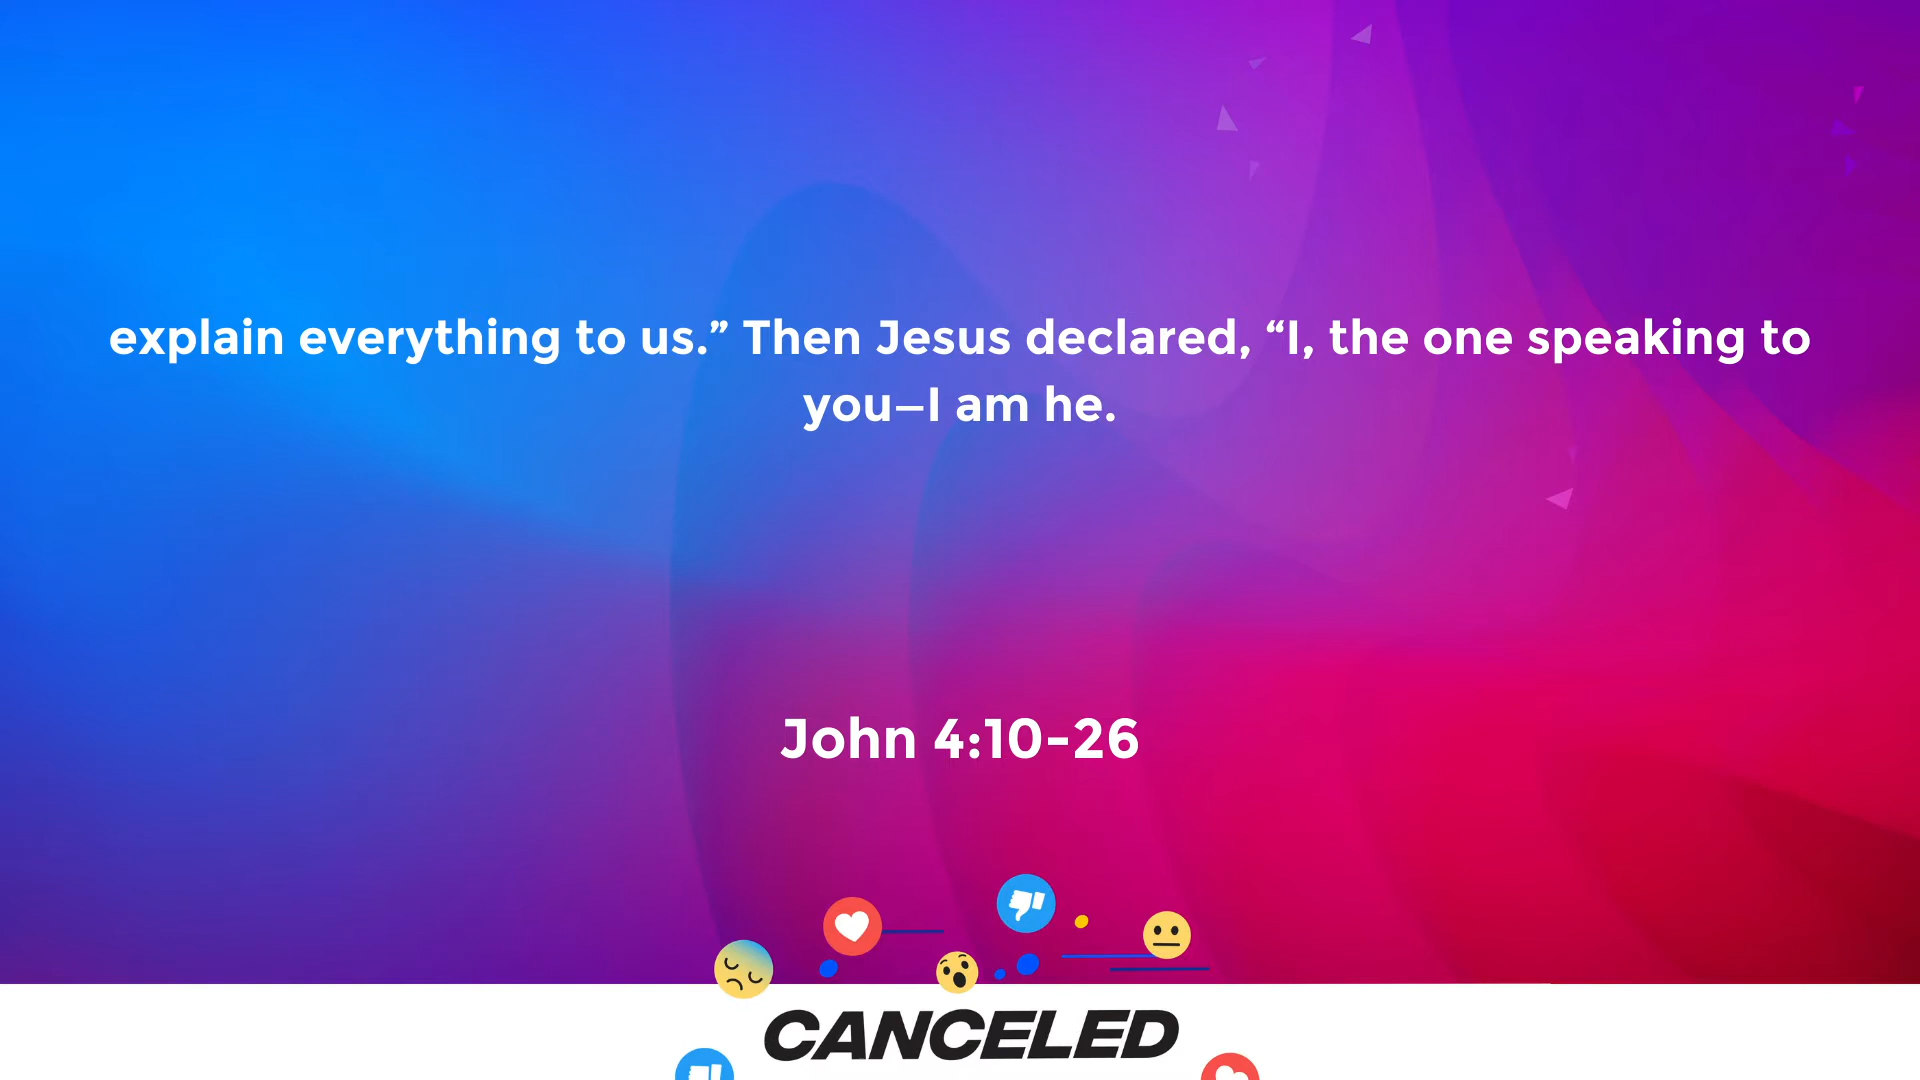 explain everything to us.” Then Jesus declared, “I, the one speaking to
you—I am he.
John 4:10-26
CANCELED